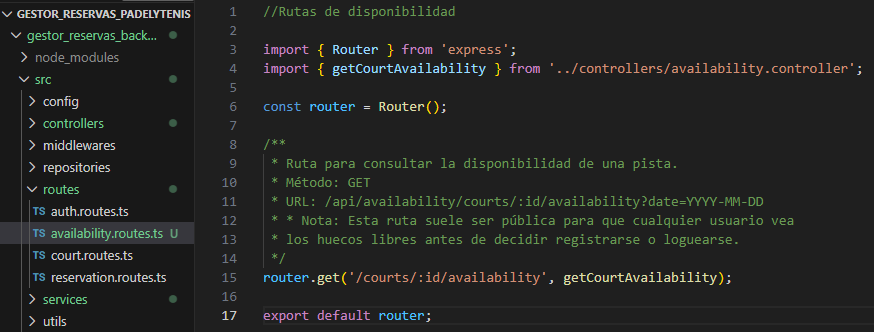 GESTOR_RESERVAS_PADELYTENIS
gestor_reservas_back...
node_modules
src
config
controllers
middlewares
repositories
routes
TS auth.routes.ts
TS availability.routes.ts U
TS court.routes.ts
TS reservation.routes.ts
services
utils
1 //Rutas de disponibilidad
2
3 import { Router } from 'express';
4 import { getCourtAvailability } from '../controllers/availability.controller';
5
6 const router = Router();
7
8 /**
9 * Ruta para consultar la disponibilidad de una pista.
10 * Método: GET
11 * URL: /api/availability/courts/:id/availability?date=YYYY-MM-DD
12 * * Nota: Esta ruta suele ser pública para que cualquier usuario vea
13 * los huecos libres antes de decidir registrarse o loguearse.
14 */
15 router.get('/courts/:id/availability', getCourtAvailability);
16
17 export default router;